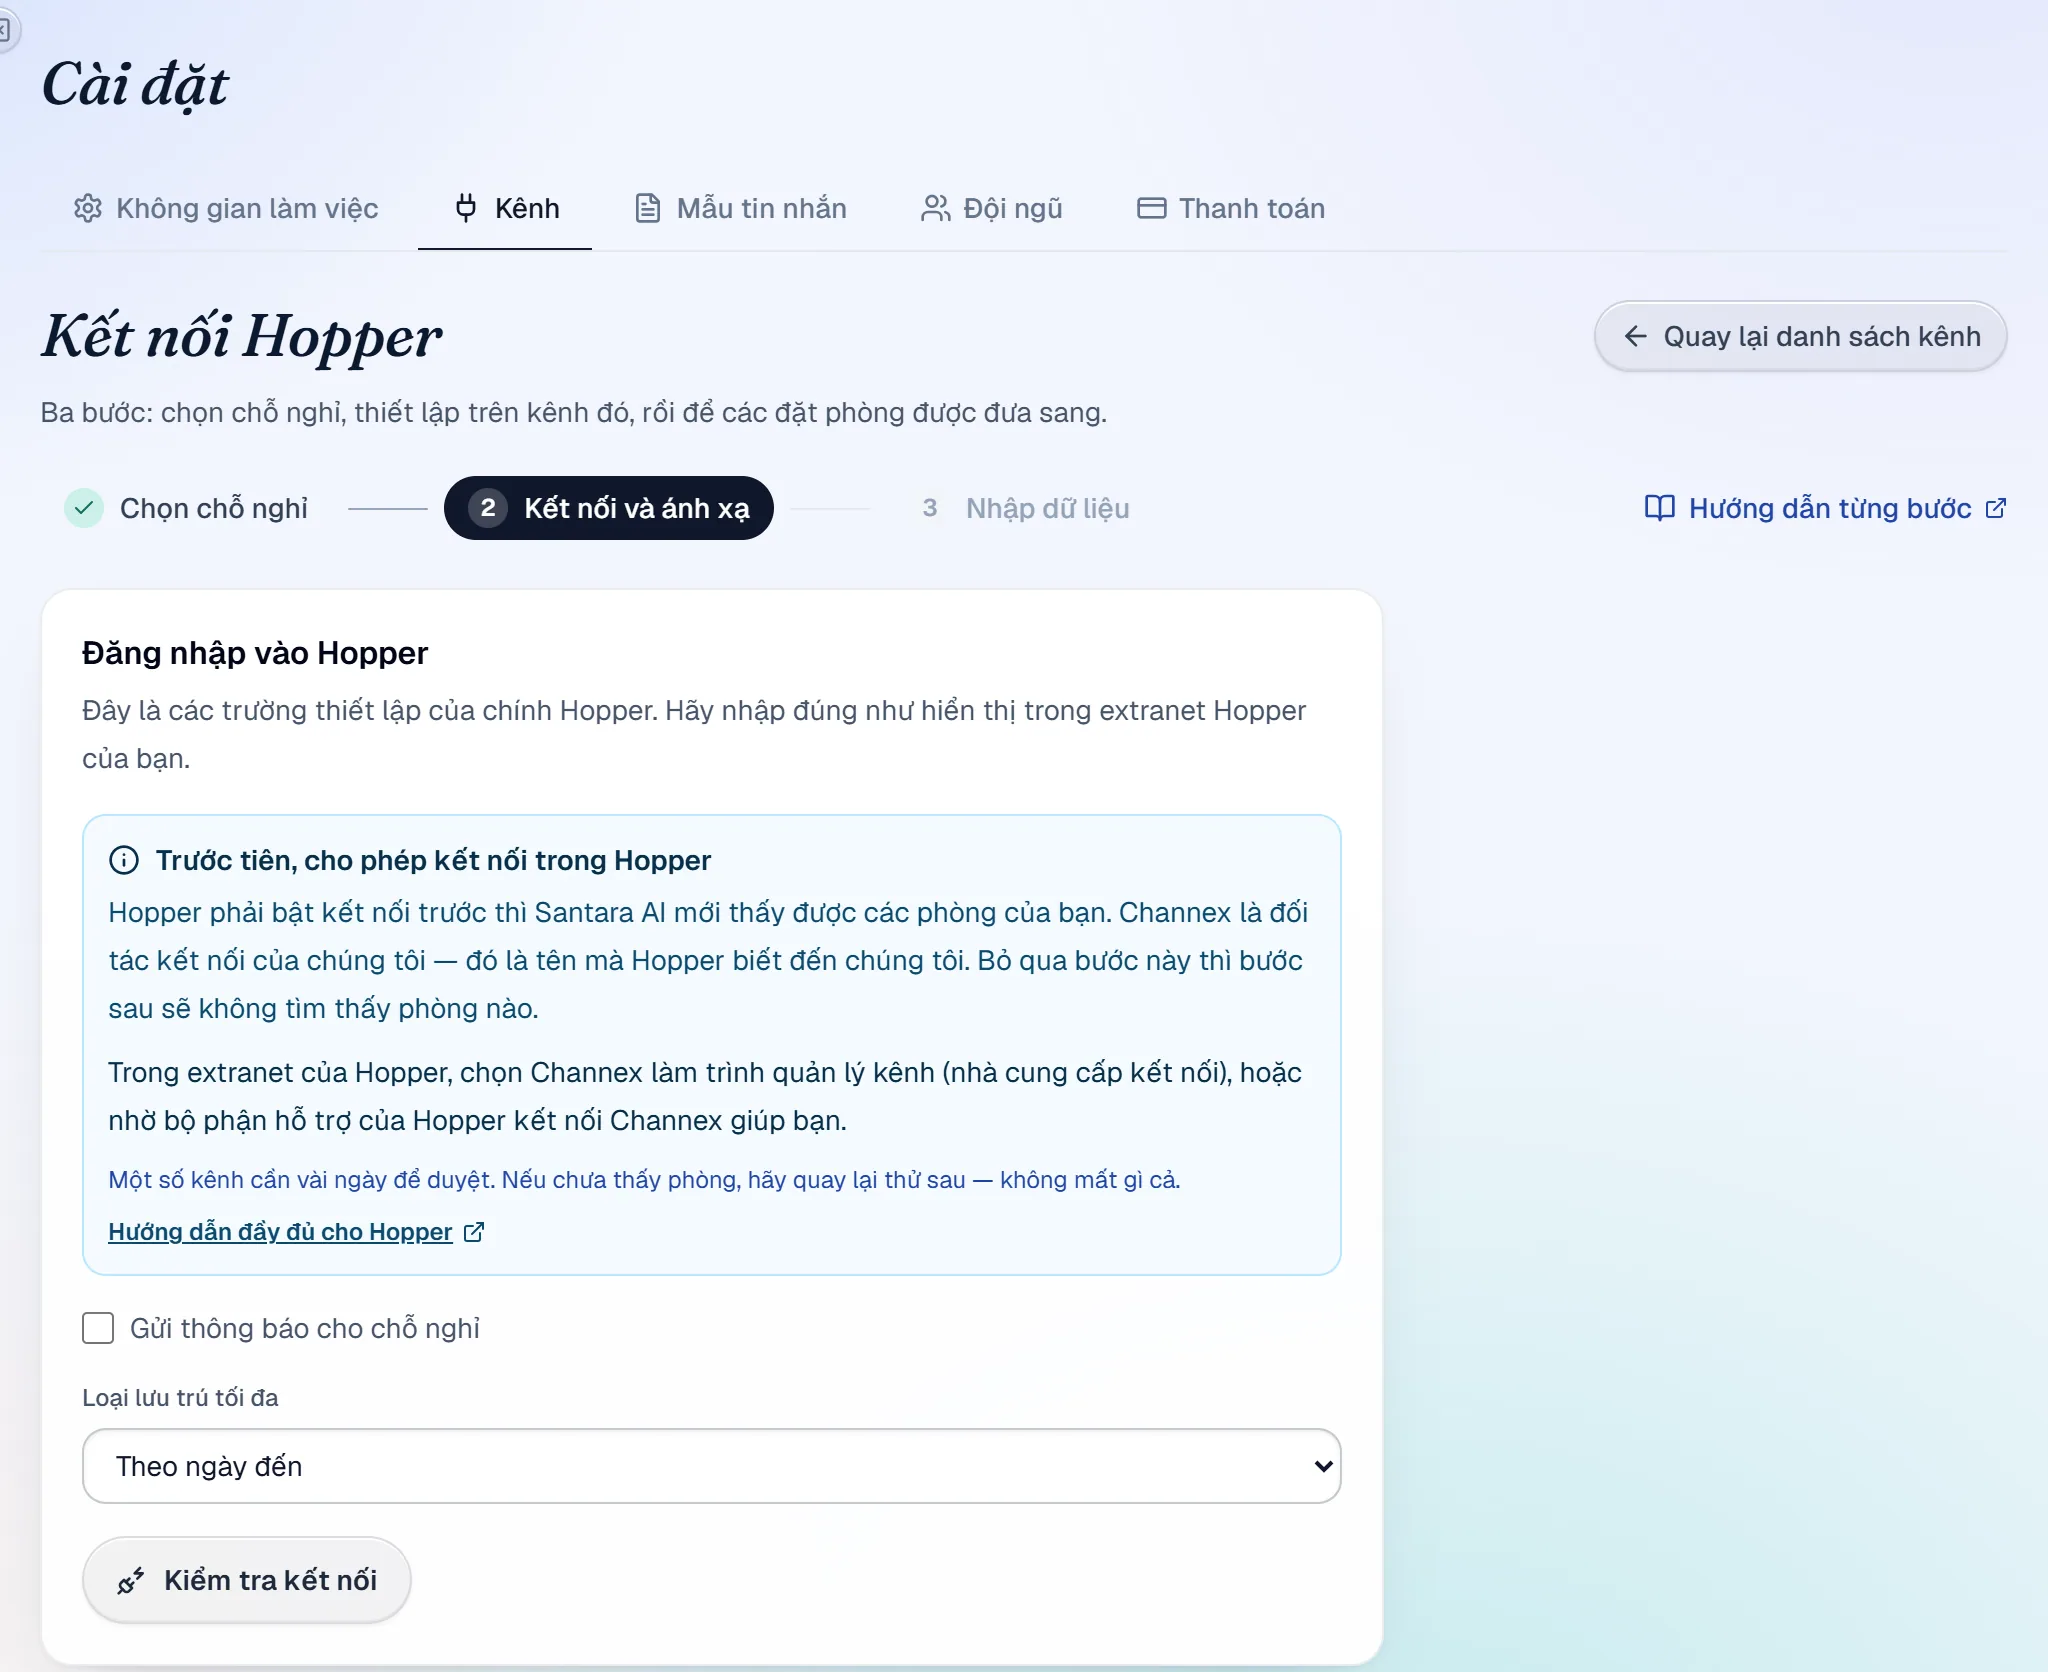 Cài đặt
Không gian làm việc
Kênh
Mẫu tin nhắn
Đội ngũ
Thanh toán
Kết nối Hopper
Quay lại danh sách kênh
Ba bước: chọn chỗ nghỉ, thiết lập trên kênh đó, rồi để các đặt phòng được đưa sang.
Chọn chỗ nghỉ
2 Kết nối và ánh xạ
3 Nhập dữ liệu
Hướng dẫn từng bước
Đăng nhập vào Hopper
Đây là các trường thiết lập của chính Hopper. Hãy nhập đúng như hiển thị trong extranet Hopper
của bạn.
Trước tiên, cho phép kết nối trong Hopper
Hopper phải bật kết nối trước thì Santara AI mới thấy được các phòng của bạn. Channex là đối
tác kết nối của chúng tôi — đó là tên mà Hopper biết đến chúng tôi. Bỏ qua bước này thì bước
sau sẽ không tìm thấy phòng nào.
Trong extranet của Hopper, chọn Channex làm trình quản lý kênh (nhà cung cấp kết nối), hoặc
nhờ bộ phận hỗ trợ của Hopper kết nối Channex giúp bạn.
Một số kênh cần vài ngày để duyệt. Nếu chưa thấy phòng, hãy quay lại thử sau — không mất gì cả.
Hướng dẫn đầy đủ cho Hopper
Gửi thông báo cho chỗ nghỉ
Loại lưu trú tối đa
Theo ngày đến
Kiểm tra kết nối